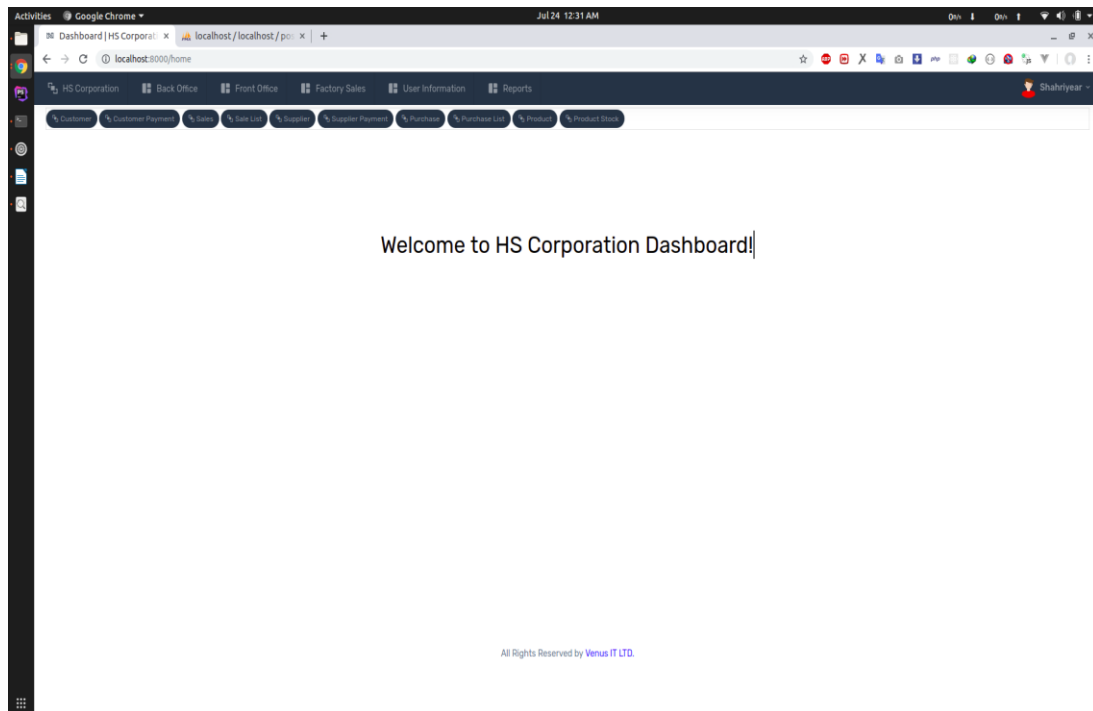 Activities Google Chrome Jul 24 12:31 AM
Dashboard | HS Corporati localhost / localhost / po
localhost:8000/home
HS Corporation Back Office Front Office Factory Sales User Information Reports Shahriyear
Customer Customer Payment Sales Sale List Supplier Supplier Payment Purchase Purchase List Product Product Stock
Welcome to HS Corporation Dashboard!
All Rights Reserved by Venus IT LTD.